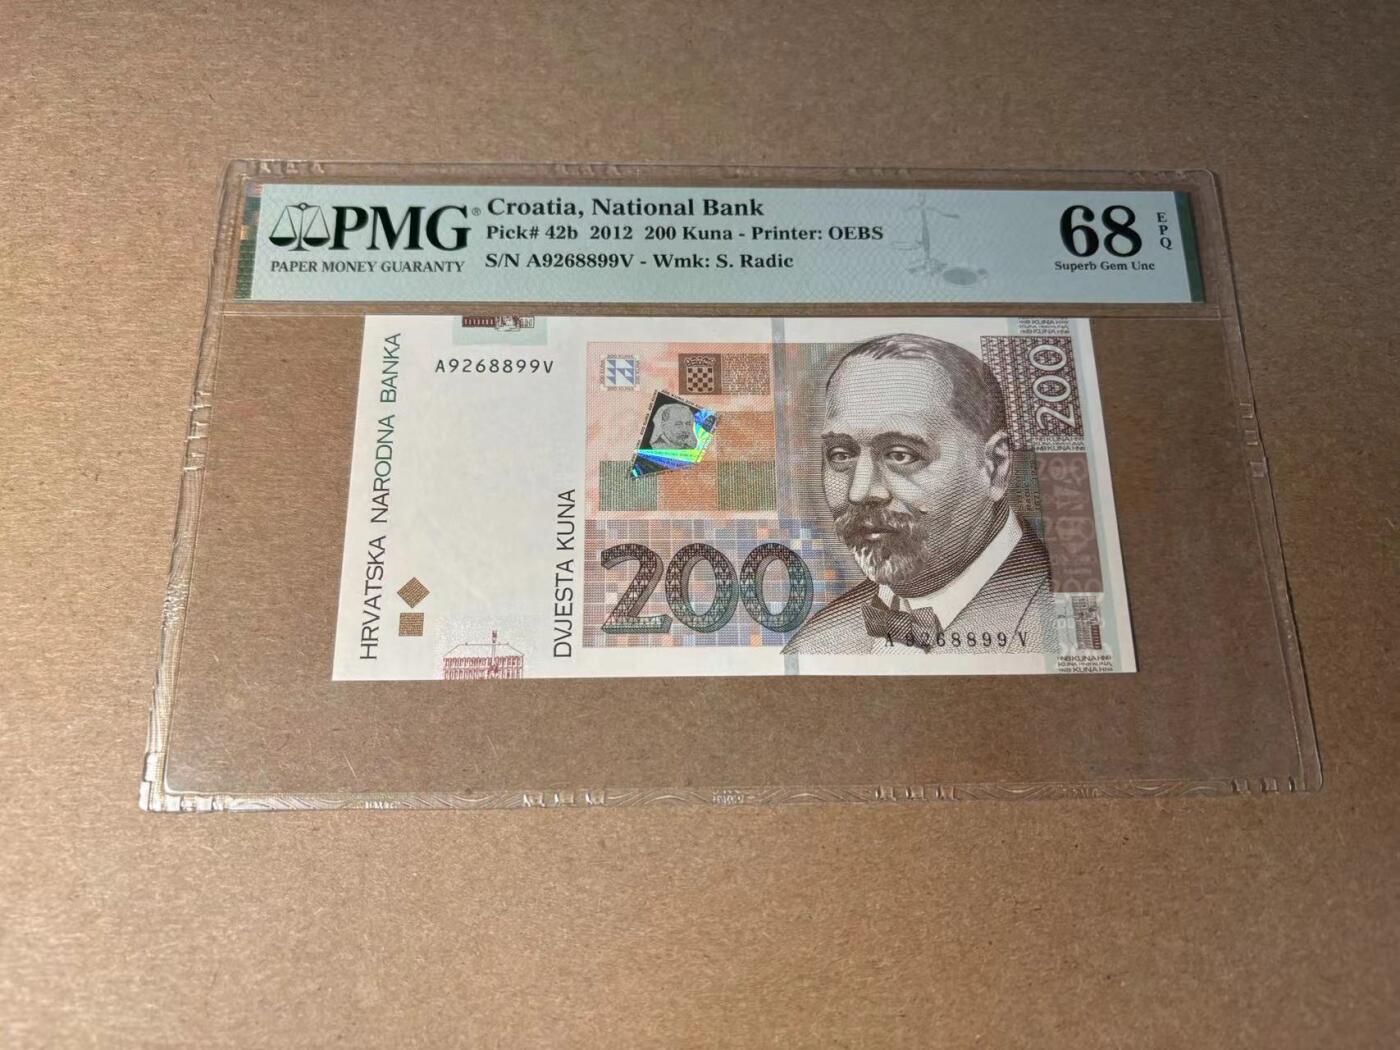 PMG®
PAPER MONEY GUARANTY
Croatia, National Bank
Pick# 42b 2012 200 Kuna - Printer: OEBS
S/N A9268899V - Wmk: S. Radic
68
EPQ
Superb Gem Unc
HRVATSKA NARODNA BANKA
A9268899V
DVJESTA KUNA
200
200
A9268899V